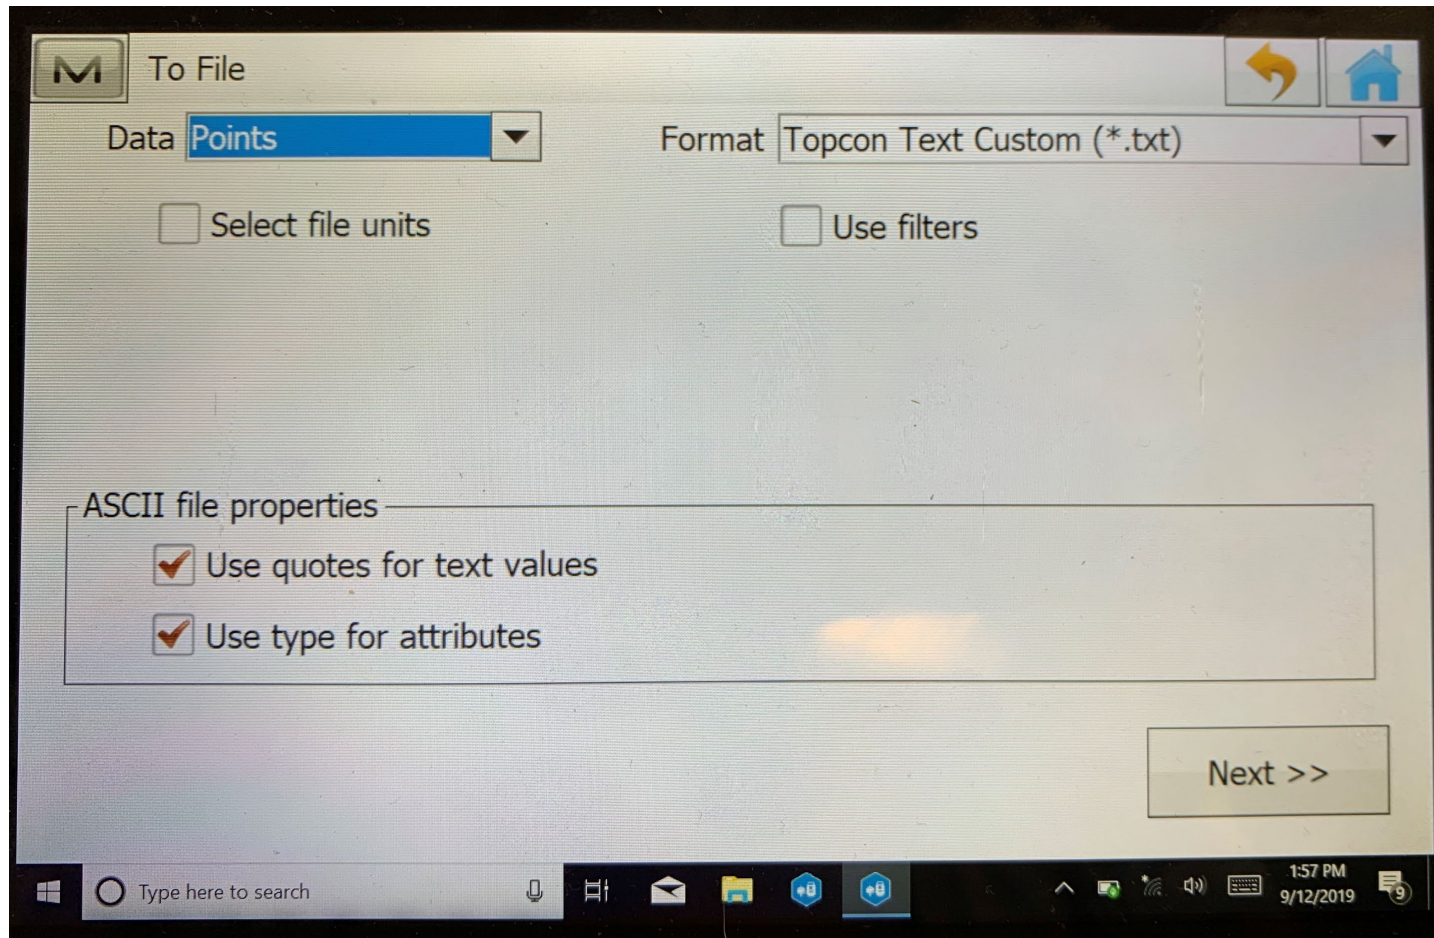 M To File
Data Points Format Topcon Text Custom (*.txt)
Select file units Use filters
ASCII file properties
Use quotes for text values
Use type for attributes
Next >>
Type here to search
1:57 PM
9/12/2019
9